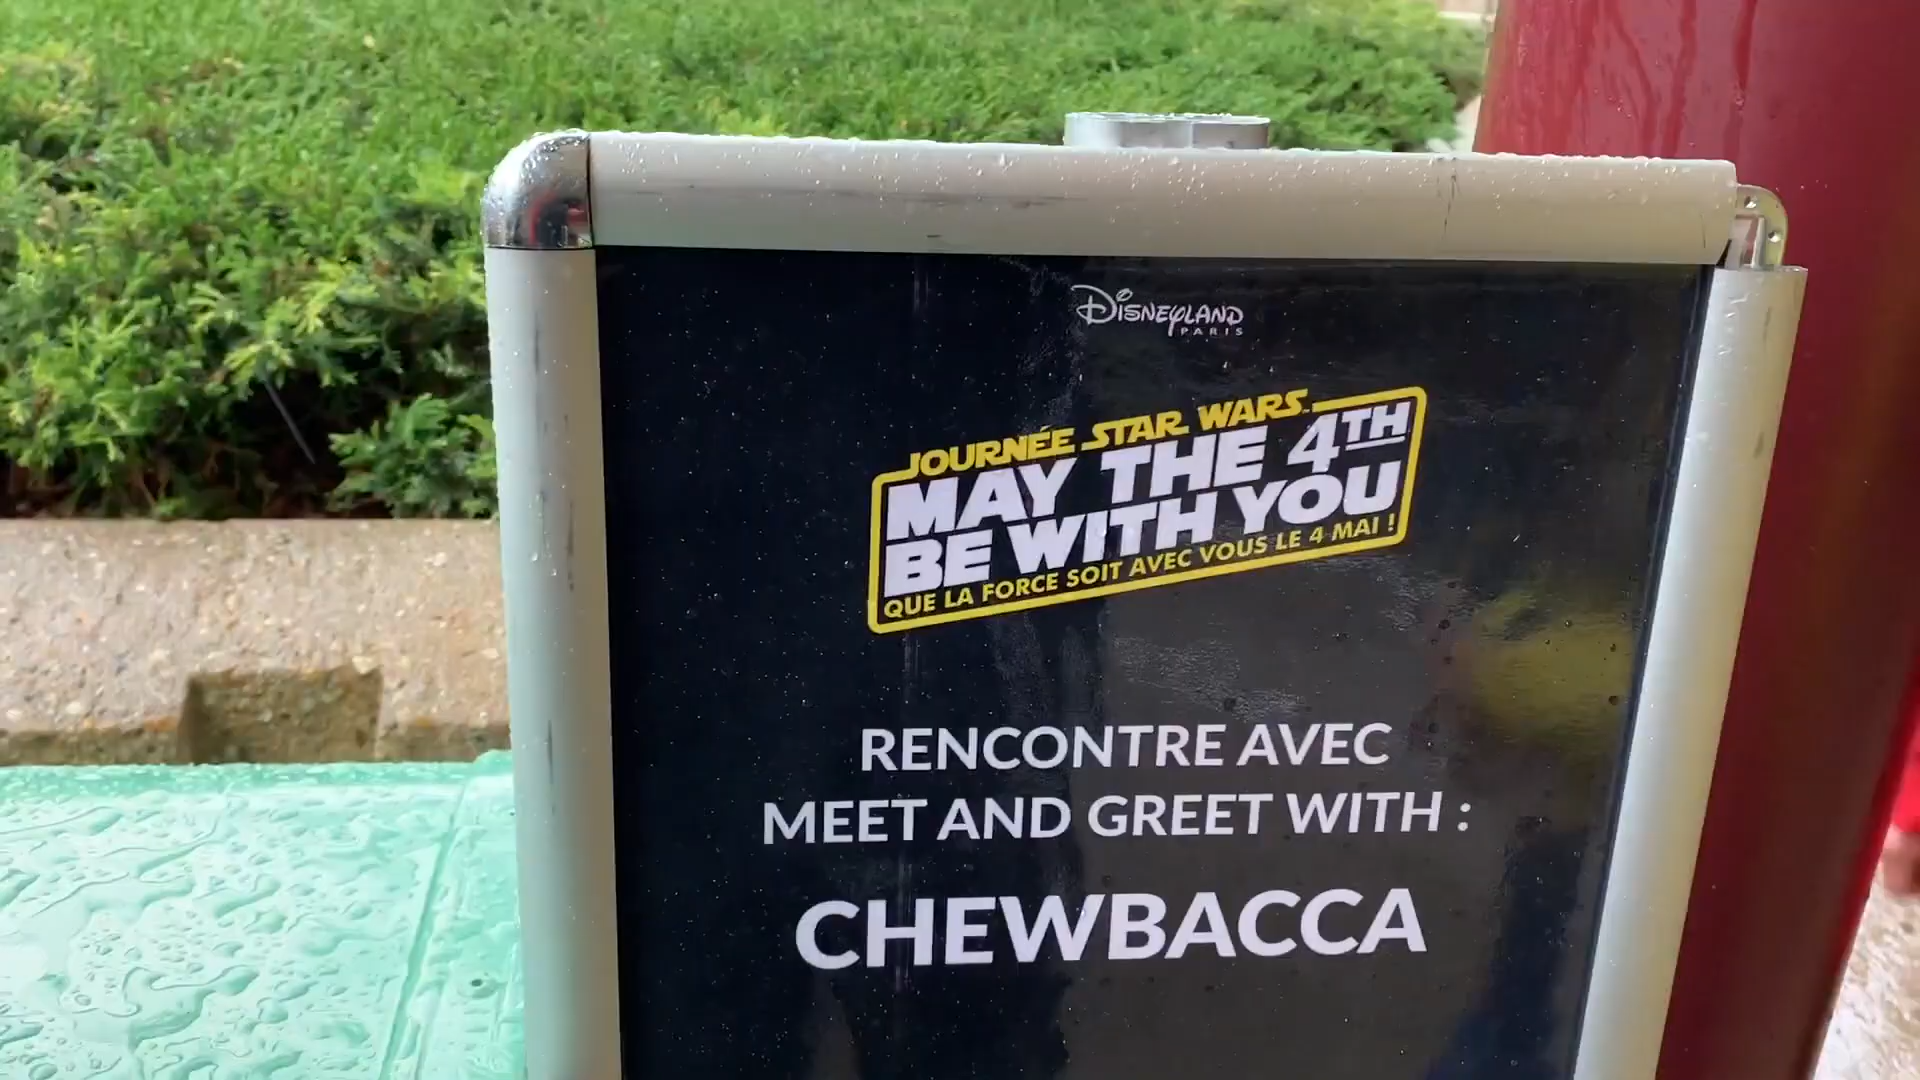 DISNEYLAND
PARIS
JOURNÉE STAR WARS
MAY THE 4TH
BE WITH YOU
QUE LA FORCE SOIT AVEC VOUS LE 4 MAI !
RENCONTRE AVEC
MEET AND GREET WITH :
CHEWBACCA